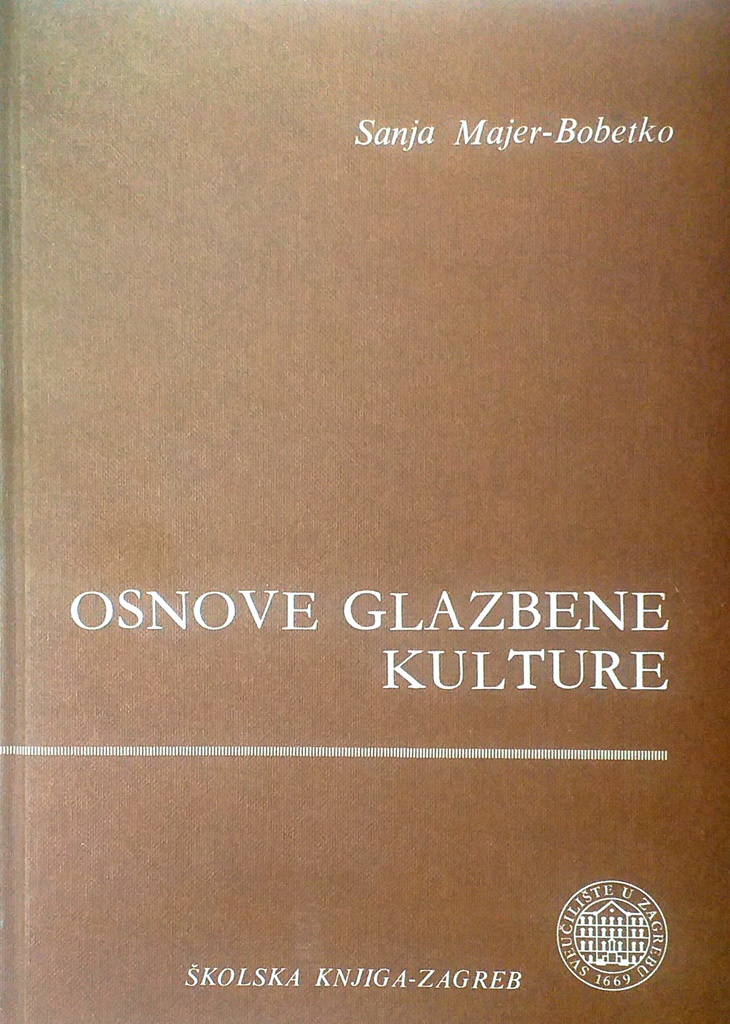 Sanja Majer-Bobetko
OSNOVE GLAZBENE
KULTURE
ŠKOLSKA KNJIGA-ZAGREB
SVEUČILIŠTE U ZAGREBU
1669